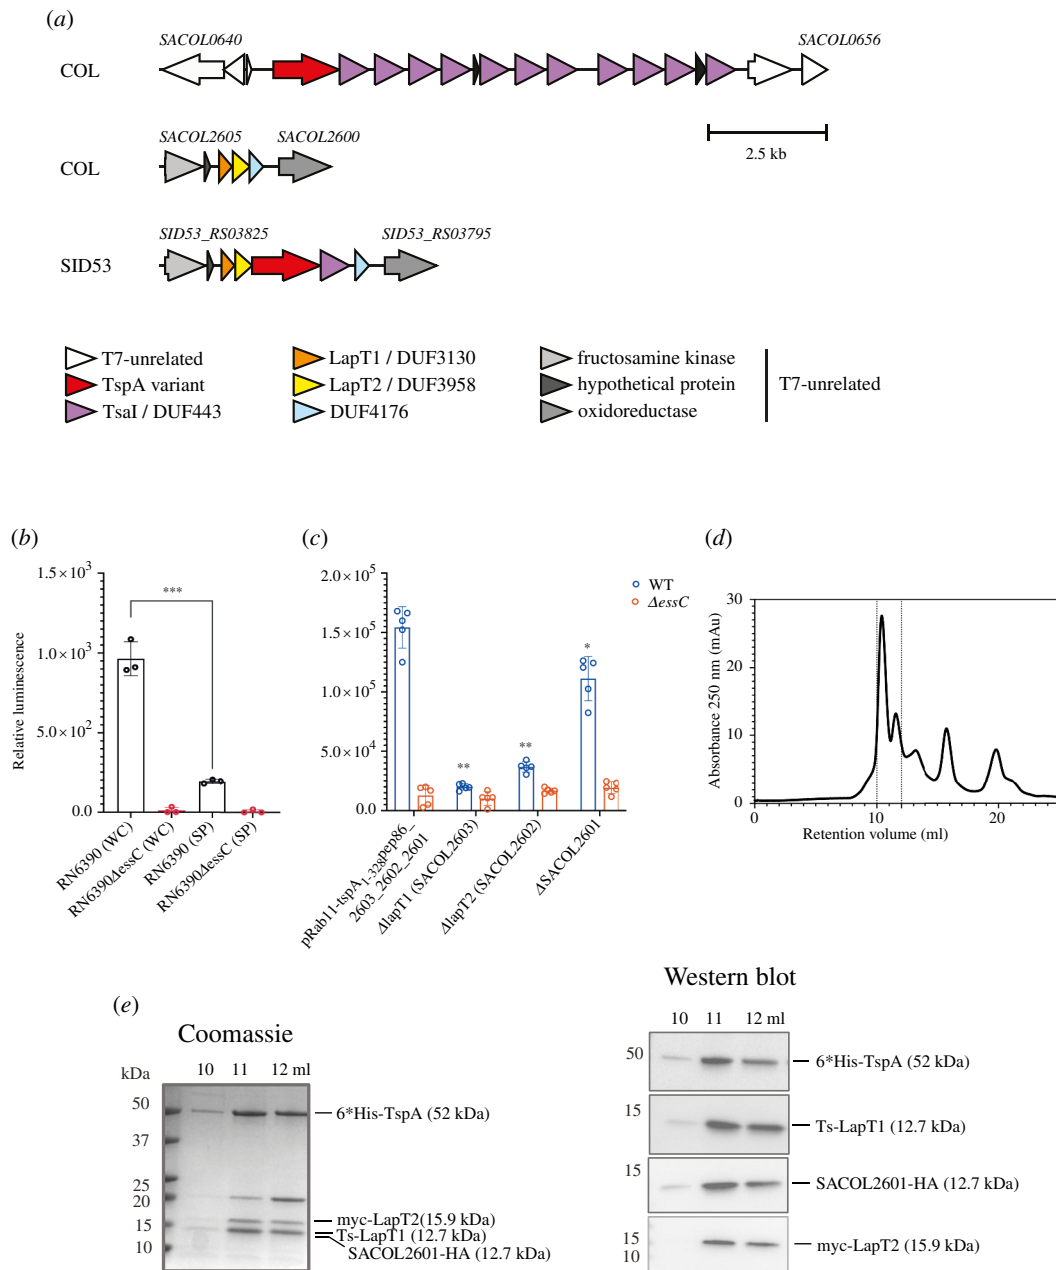 (a)
SACOL0640
SACOL0656
COL
2.5 kb
SACOL2605
SACOL2600
COL
SID53_RS03825
SID53_RS03795
SID53
T7-unrelated
TspA variant
TsaI / DUF443
LapT1 / DUF3130
LapT2 / DUF3958
DUF4176
fructosamine kinase
hypothetical protein
oxidoreductase
T7-unrelated
(b)
Relative luminescence
1.5 × 10³
1.0 × 10³
5.0 × 10²
0.0
***
RN6390 (WC)
RN6390ΔessC (WC)
RN6390 (SP)
RN6390ΔessC (SP)
(c)
2.0 × 10⁵
1.5 × 10⁵
1.0 × 10⁵
5.0 × 10⁴
0.0
**
**
*
WT
ΔessC
pRab11-tspA₁₋₃₂₈pep86_
2603_2602_2601
ΔlapT1 (SACOL2603)
ΔlapT2 (SACOL2602)
ΔSACOL2601
(d)
Absorbance 250 nm (mAu)
30
20
10
0
0
10
20
Retention volume (ml)
(e)
Coomassie
kDa
10 11 12 ml
50
37
25
20
15
10
6*His-TspA (52 kDa)
myc-LapT2(15.9 kDa)
Ts-LapT1 (12.7 kDa)
SACOL2601-HA (12.7 kDa)
Western blot
10 11 12 ml
50
6*His-TspA (52 kDa)
15
Ts-LapT1 (12.7 kDa)
15
SACOL2601-HA (12.7 kDa)
15
10
myc-LapT2 (15.9 kDa)